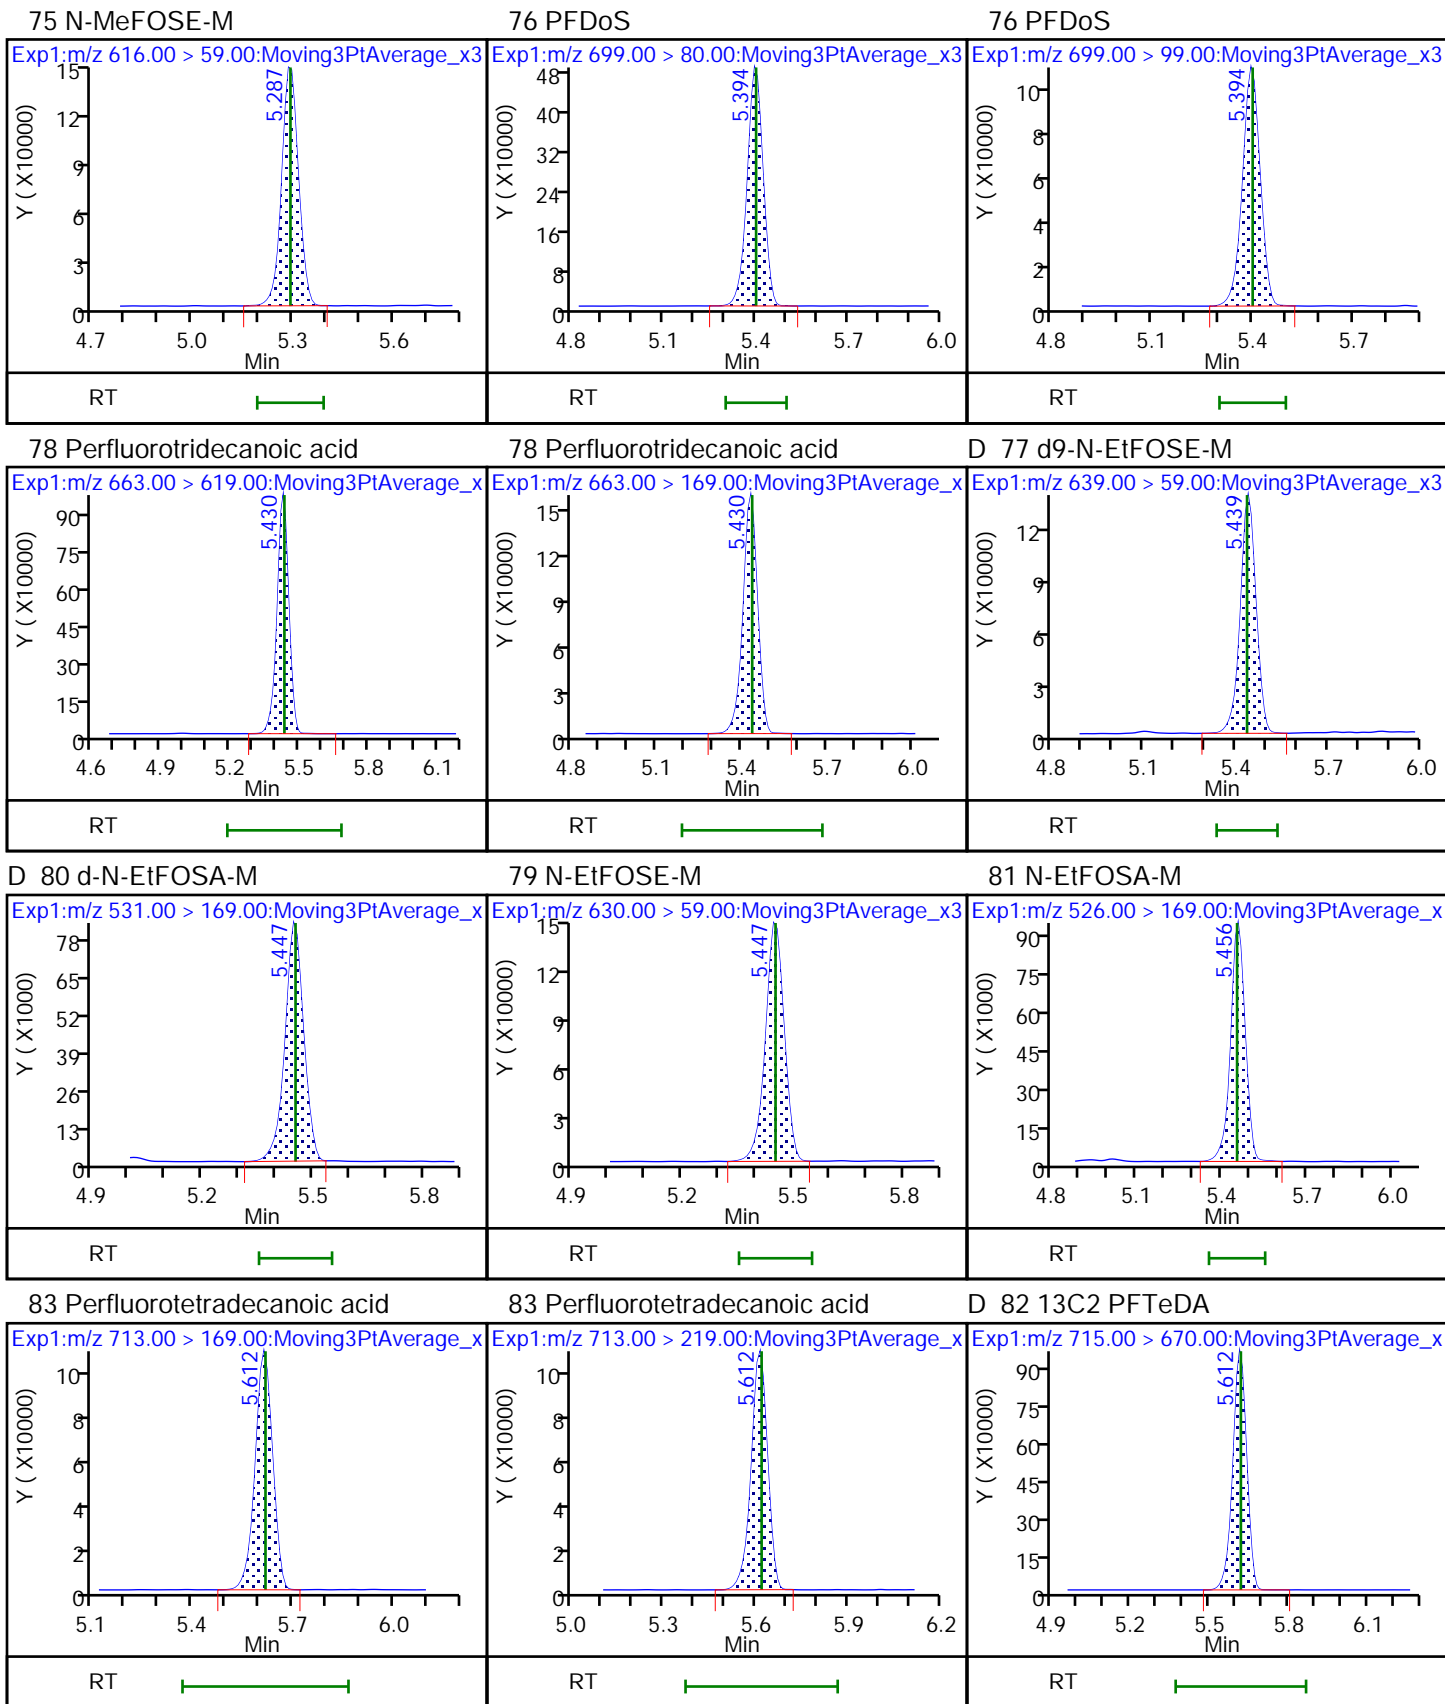 75 N-MeFOSE-M
Exp1:m/z 616.00 > 59.00:Moving3PtAverage_x3
Y ( X10000)
15
12
9
6
3
0
5.287
4.7 5.0 5.3 5.6
Min
RT
76 PFDoS
Exp1:m/z 699.00 > 80.00:Moving3PtAverage_x3
Y ( X10000)
48
40
32
24
16
8
0
5.394
4.8 5.1 5.4 5.7 6.0
Min
RT
76 PFDoS
Exp1:m/z 699.00 > 99.00:Moving3PtAverage_x3
Y ( X10000)
10
8
6
4
2
0
5.394
4.8 5.1 5.4 5.7
Min
RT
78 Perfluorotridecanoic acid
Exp1:m/z 663.00 > 619.00:Moving3PtAverage_x
Y ( X10000)
90
75
60
45
30
15
0
5.430
4.6 4.9 5.2 5.5 5.8 6.1
Min
RT
78 Perfluorotridecanoic acid
Exp1:m/z 663.00 > 169.00:Moving3PtAverage_x
Y ( X10000)
15
12
9
6
3
0
5.430
4.8 5.1 5.4 5.7 6.0
Min
RT
D 77 d9-N-EtFOSE-M
Exp1:m/z 639.00 > 59.00:Moving3PtAverage_x3
Y ( X10000)
12
9
6
3
0
5.439
4.8 5.1 5.4 5.7 6.0
Min
RT
D 80 d-N-EtFOSA-M
Exp1:m/z 531.00 > 169.00:Moving3PtAverage_x
Y ( X1000)
78
65
52
39
26
13
0
5.447
4.9 5.2 5.5 5.8
Min
RT
79 N-EtFOSE-M
Exp1:m/z 630.00 > 59.00:Moving3PtAverage_x3
Y ( X10000)
15
12
9
6
3
0
5.447
4.9 5.2 5.5 5.8
Min
RT
81 N-EtFOSA-M
Exp1:m/z 526.00 > 169.00:Moving3PtAverage_x
Y ( X1000)
90
75
60
45
30
15
0
5.456
4.8 5.1 5.4 5.7 6.0
Min
RT
83 Perfluorotetradecanoic acid
Exp1:m/z 713.00 > 169.00:Moving3PtAverage_x
Y ( X10000)
10
8
6
4
2
0
5.612
5.1 5.4 5.7 6.0
Min
RT
83 Perfluorotetradecanoic acid
Exp1:m/z 713.00 > 219.00:Moving3PtAverage_x
Y ( X10000)
10
8
6
4
2
0
5.612
5.0 5.3 5.6 5.9 6.2
Min
RT
D 82 13C2 PFTeDA
Exp1:m/z 715.00 > 670.00:Moving3PtAverage_x
Y ( X10000)
90
75
60
45
30
15
0
5.612
4.9 5.2 5.5 5.8 6.1
Min
RT